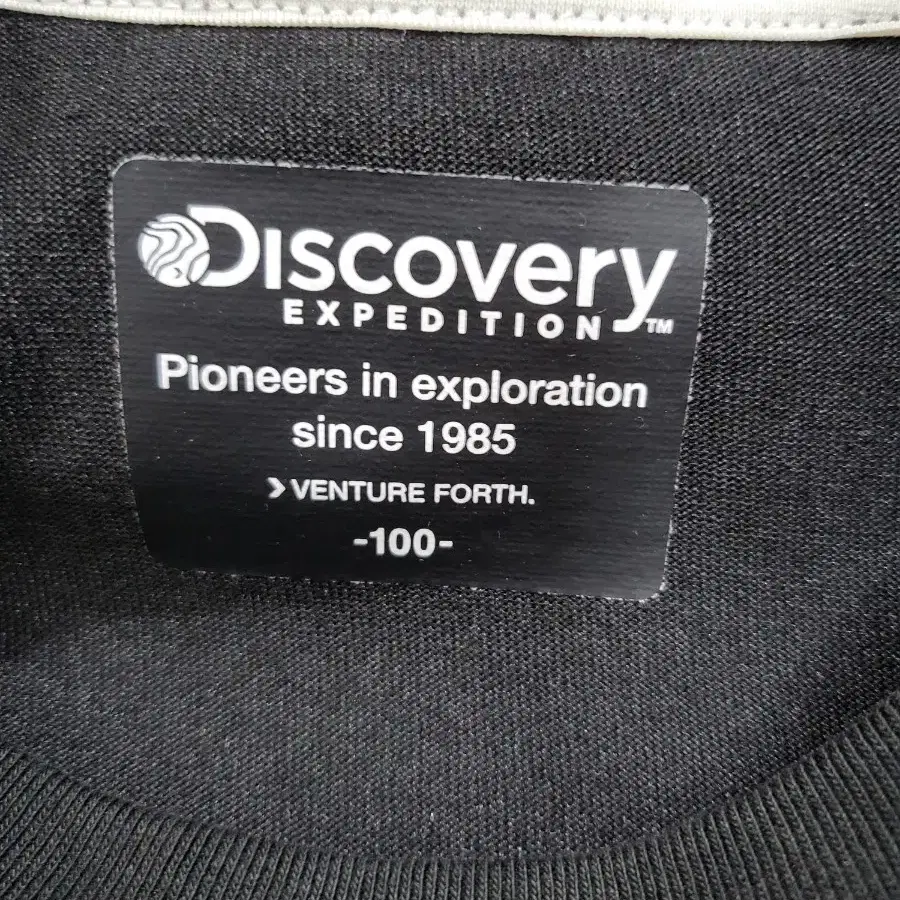 DISCOVERY
EXPEDITION™
Pioneers in exploration
since 1985
❯ VENTURE FORTH.
-100-